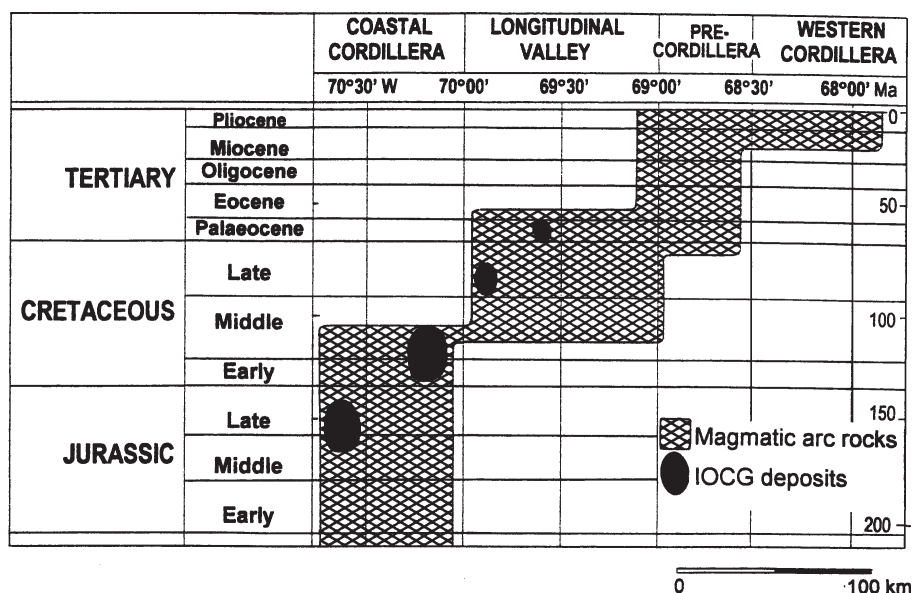 COASTAL
CORDILLERA
LONGITUDINAL
VALLEY
PRE-
CORDILLERA
WESTERN
CORDILLERA
70°30' W
70°00'
69°30'
69°00'
68°30'
68°00' Ma
TERTIARY
Pliocene
Miocene
Oligocene
Eocene
Palaeocene
CRETACEOUS
Late
Middle
Early
JURASSIC
Late
Middle
Early
0
50
100
150
200
Magmatic arc rocks
IOCG deposits
0
100 km